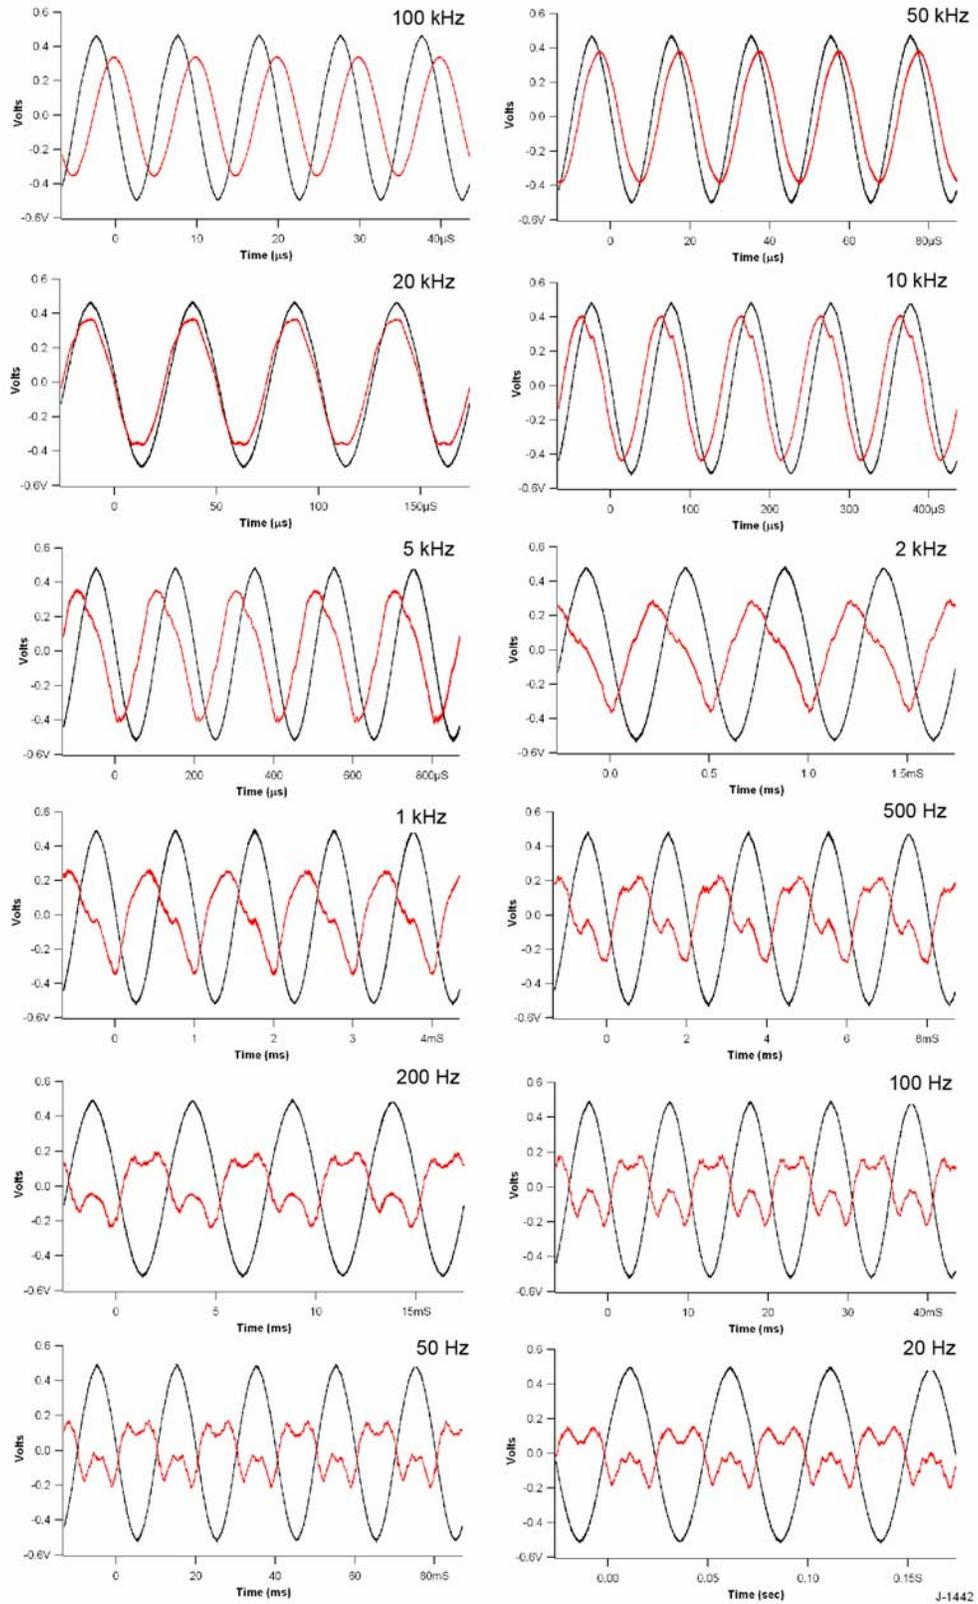 100 kHz
0.6
0.4
0.2
0.0
-0.2
-0.4
-0.6V
Volts
0 10 20 30 40µS
Time (µs)
50 kHz
0.6
0.4
0.2
0.0
-0.2
-0.4
-0.6V
Volts
0 20 40 60 80µS
Time (µs)
20 kHz
0.6
0.4
0.2
0.0
-0.2
-0.4
-0.6V
Volts
0 50 100 150µS
Time (µs)
10 kHz
0.6
0.4
0.2
0.0
-0.2
-0.4
-0.6V
Volts
0 100 200 300 400µS
Time (µs)
5 kHz
0.6
0.4
0.2
0.0
-0.2
-0.4
-0.6V
Volts
0 200 400 600 800µS
Time (µs)
2 kHz
0.6
0.4
0.2
0.0
-0.2
-0.4
-0.6V
Volts
0.0 0.5 1.0 1.5mS
Time (ms)
1 kHz
0.6
0.4
0.2
0.0
-0.2
-0.4
-0.6V
Volts
0 1 2 3 4mS
Time (ms)
500 Hz
0.6
0.4
0.2
0.0
-0.2
-0.4
-0.6V
Volts
0 2 4 6 8mS
Time (ms)
200 Hz
0.6
0.4
0.2
0.0
-0.2
-0.4
-0.6V
Volts
0 5 10 15mS
Time (ms)
100 Hz
0.6
0.4
0.2
0.0
-0.2
-0.4
-0.6V
Volts
0 10 20 30 40mS
Time (ms)
50 Hz
0.6
0.4
0.2
0.0
-0.2
-0.4
-0.6V
Volts
0 20 40 60 80mS
Time (ms)
20 Hz
0.6
0.4
0.2
0.0
-0.2
-0.4
-0.6V
Volts
0.00 0.05 0.10 0.15S
Time (sec)
J-1442